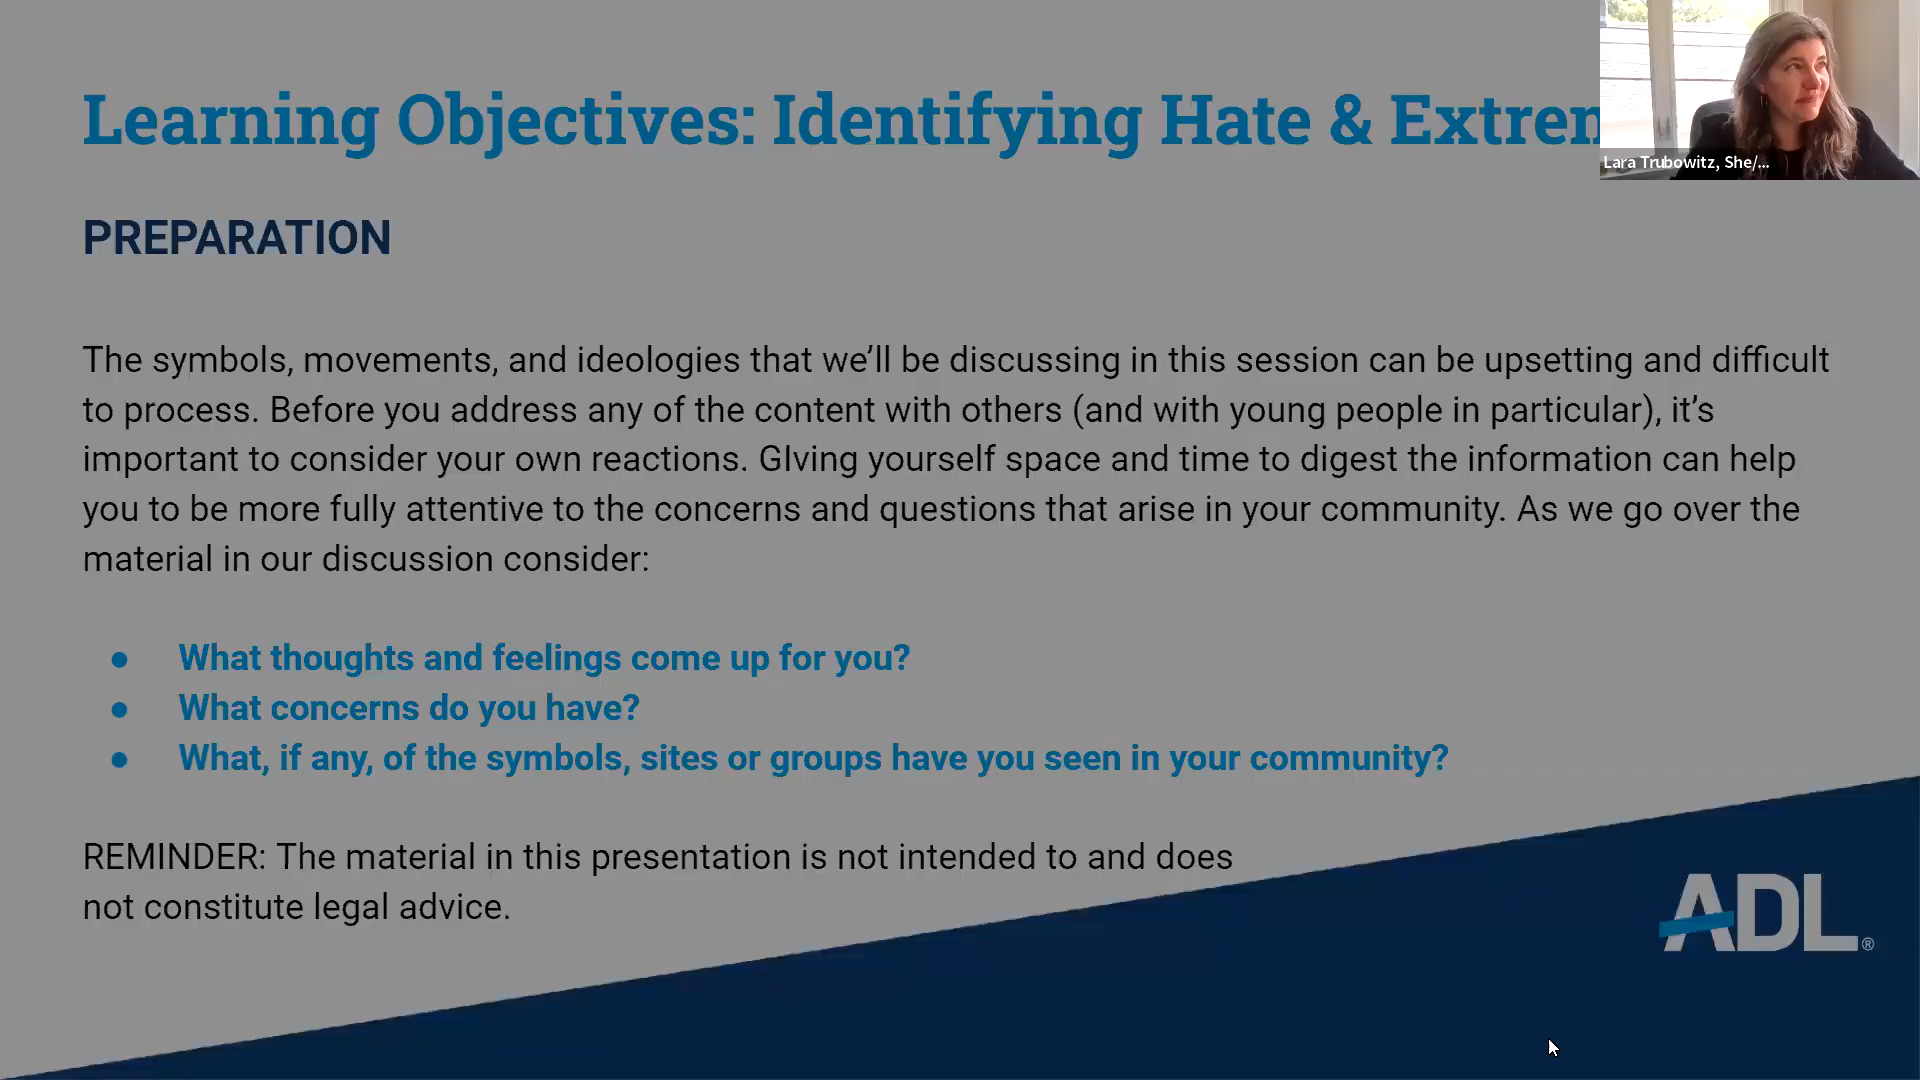 Learning Objectives: Identifying Hate & Extrem
Lara Trubowitz, She/...
PREPARATION
The symbols, movements, and ideologies that we’ll be discussing in this session can be upsetting and difficult
to process. Before you address any of the content with others (and with young people in particular), it’s
important to consider your own reactions. GIving yourself space and time to digest the information can help
you to be more fully attentive to the concerns and questions that arise in your community. As we go over the
material in our discussion consider:
● What thoughts and feelings come up for you?
● What concerns do you have?
● What, if any, of the symbols, sites or groups have you seen in your community?
REMINDER: The material in this presentation is not intended to and does
not constitute legal advice.
ADL®